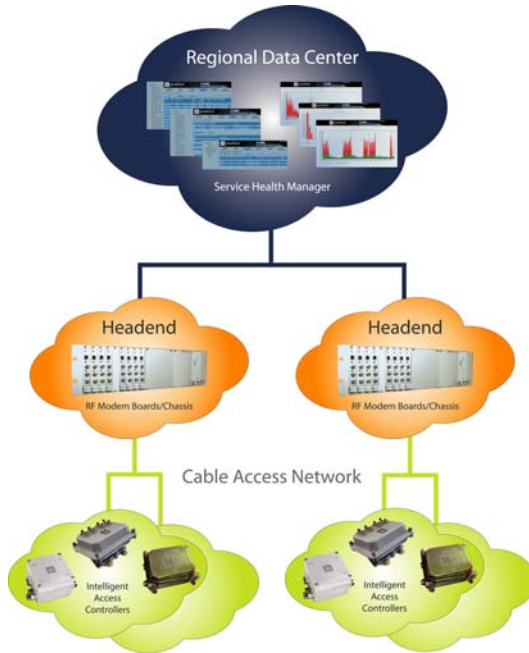 Regional Data Center
Service Health Manager
Headend
RF Modem Boards/Chassis
Headend
RF Modem Boards/Chassis
Cable Access Network
Intelligent
Access
Controllers
Intelligent
Access
Controllers